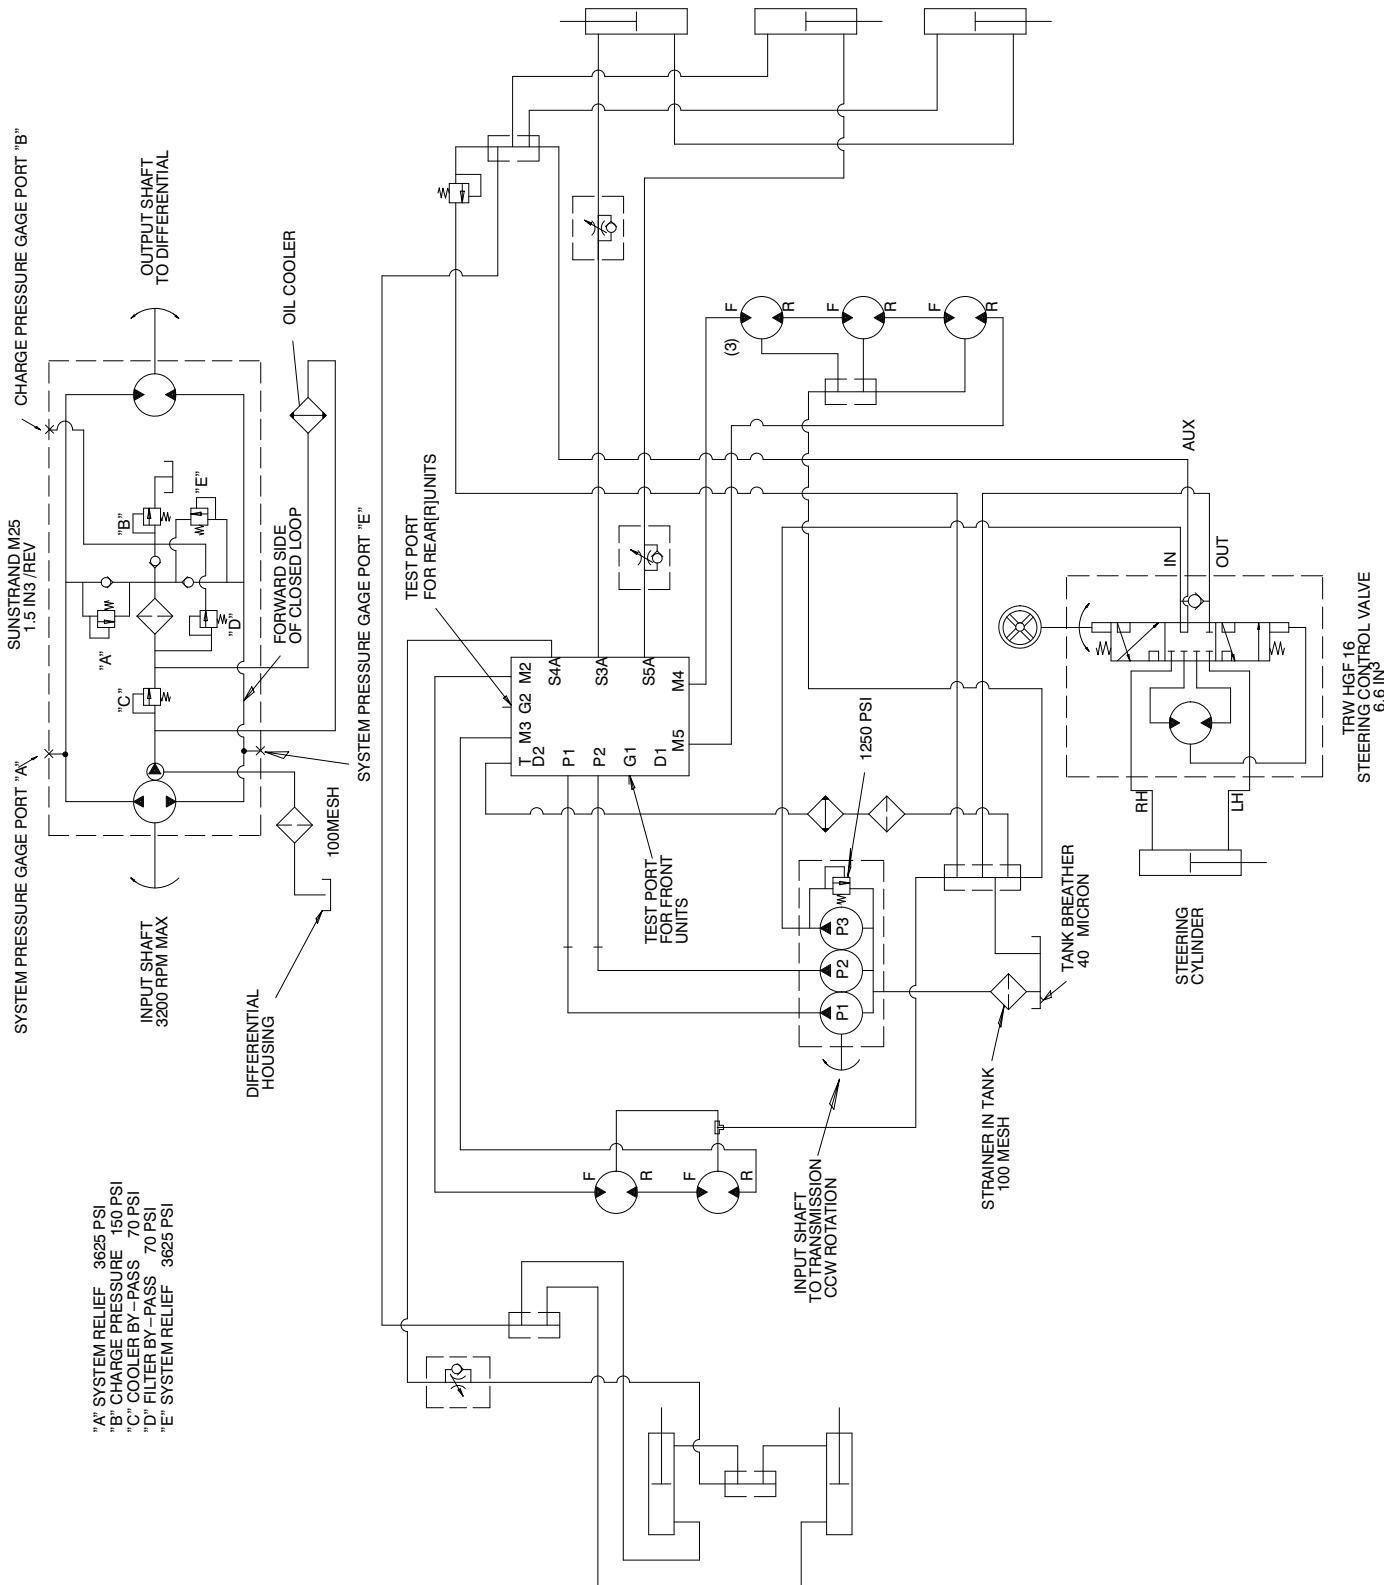 SYSTEM PRESSURE GAGE PORT "A"
SUNSTRAND M25
1.5 IN3 /REV
CHARGE PRESSURE GAGE PORT "B"
INPUT SHAFT
3200 RPM MAX
OUTPUT SHAFT
TO DIFFERENTIAL
"C"
"A"
"B"
"E"
"D"
DIFFERENTIAL
HOUSING
100MESH
FORWARD SIDE
OF CLOSED LOOP
OIL COOLER
SYSTEM PRESSURE GAGE PORT "E"
"A" SYSTEM RELIEF 3625 PSI
"B" CHARGE PRESSURE 150 PSI
"C" COOLER BY-PASS 70 PSI
"D" FILTER BY-PASS 70 PSI
"E" SYSTEM RELIEF 3625 PSI
TEST PORT
FOR REAR[R]UNITS
T
M3
G2
M2
D2
S4A
P1
P2
S3A
G1
S5A
D1
M5
M4
TEST PORT
FOR FRONT
UNITS
F
R
F
R
(3)
F
R
F
R
F
R
1250 PSI
P1
P2
P3
INPUT SHAFT
TO TRANSMISSION
CCW ROTATION
STRAINER IN TANK
100 MESH
TANK BREATHER
40 MICRON
AUX
IN
OUT
RH
LH
STEERING
CYLINDER
TRW HGF 16
STEERING CONTROL VALVE
6.6 IN3